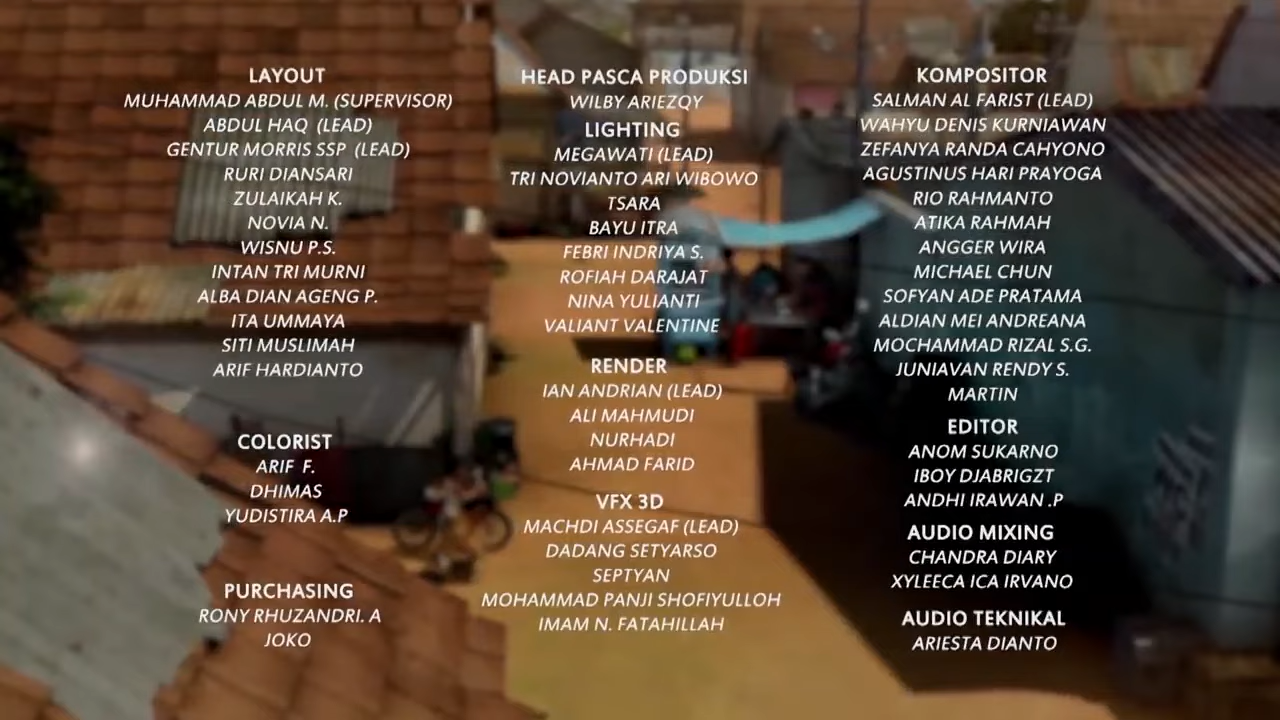 LAYOUT
MUHAMMAD ABDUL M. (SUPERVISOR)
ABDUL HAQ (LEAD)
GENTUR MORRIS SSP (LEAD)
RURI DIANSARI
ZULAIKAH K.
NOVIA N.
WISNU P.S.
INTAN TRI MURNI
ALBA DIAN AGENG P.
ITA UMMAYA
SITI MUSLIMAH
ARIF HARDIANTO
COLORIST
ARIF F.
DHIMAS
YUDISTIRA A.P
PURCHASING
RONY RHUZANDRI. A
JOKO
HEAD PASCA PRODUKSI
WILBY ARIEZQY
LIGHTING
MEGAWATI (LEAD)
TRI NOVIANTO ARI WIBOWO
TSARA
BAYU ITRA
FEBRI INDRIYA S.
ROFIAH DARAJAT
NINA YULIANTI
VALIANT VALENTINE
RENDER
IAN ANDRIAN (LEAD)
ALI MAHMUDI
NURHADI
AHMAD FARID
VFX 3D
MACHDI ASSEGAF (LEAD)
DADANG SETYARSO
SEPTYAN
MOHAMMAD PANJI SHOFIYULLOH
IMAM N. FATAHILLAH
KOMPOSITOR
SALMAN AL FARIST (LEAD)
WAHYU DENIS KURNIAWAN
ZEFANYA RANDA CAHYONO
AGUSTINUS HARI PRAYOGA
RIO RAHMANTO
ATIKA RAHMAH
ANGGER WIRA
MICHAEL CHUN
SOFYAN ADE PRATAMA
ALDIAN MEI ANDREANA
MOCHAMMAD RIZAL S.G.
JUNIAVAN RENDY S.
MARTIN
EDITOR
ANOM SUKARNO
IBOY DJABRIGZT
ANDHI IRAWAN .P
AUDIO MIXING
CHANDRA DIARY
XYLEECA ICA IRVANO
AUDIO TEKNIKAL
ARIESTA DIANTO